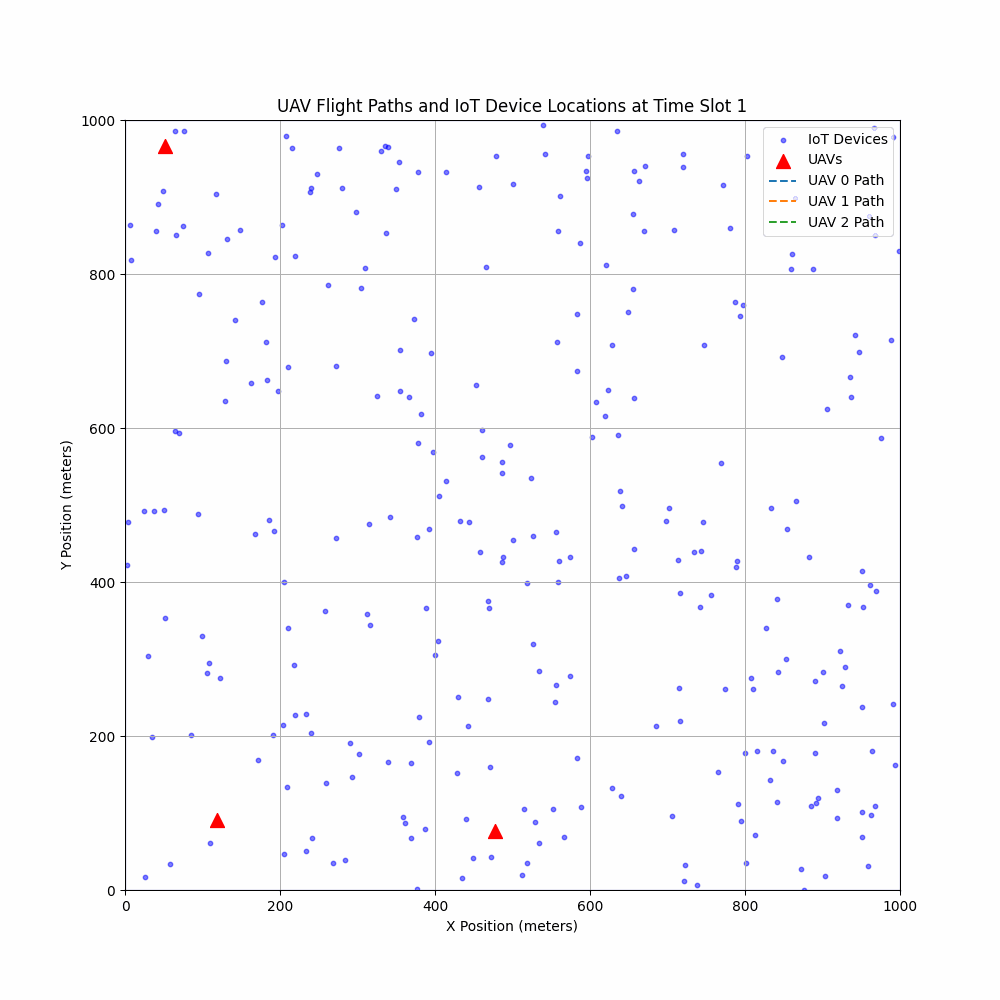 UAV Flight Paths and IoT Device Locations at Time Slot 1
IoT Devices
UAVs
UAV 0 Path
UAV 1 Path
UAV 2 Path
1000
800
600
400
200
0
Y Position (meters)
0 200 400 600 800 1000
X Position (meters)